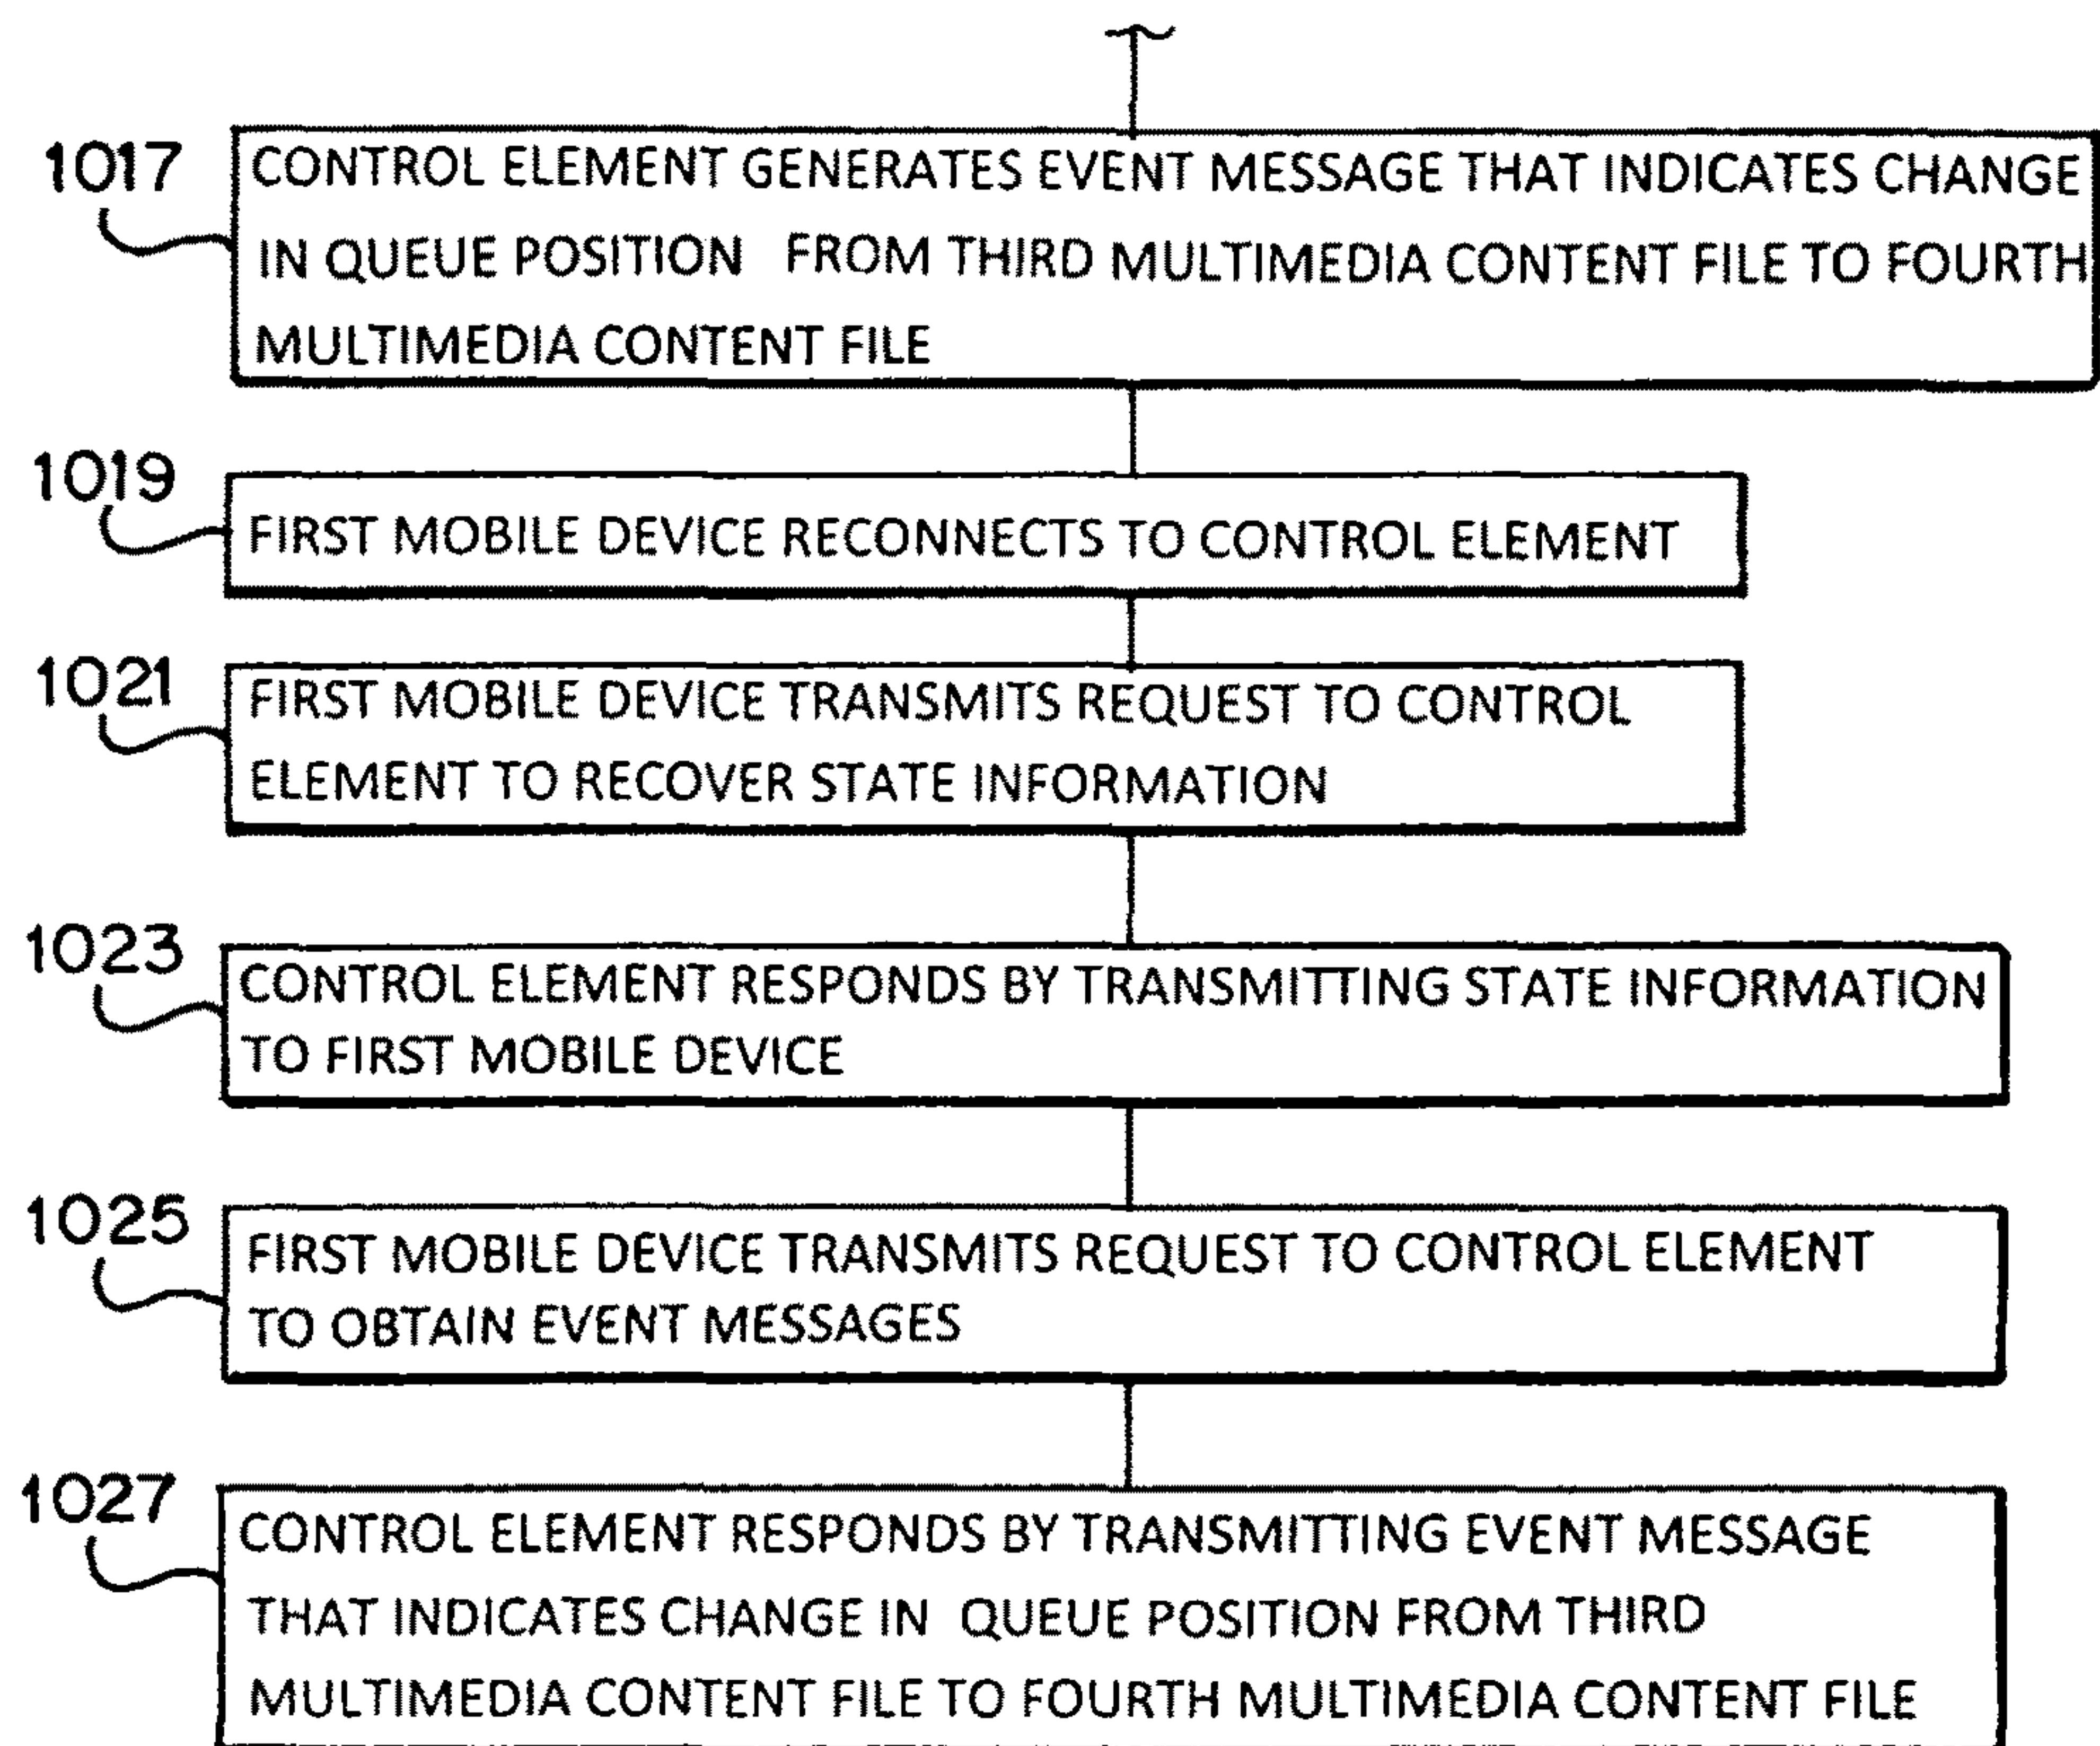 1017
CONTROL ELEMENT GENERATES EVENT MESSAGE THAT INDICATES CHANGE
IN QUEUE POSITION FROM THIRD MULTIMEDIA CONTENT FILE TO FOURTH
MULTIMEDIA CONTENT FILE
1019
FIRST MOBILE DEVICE RECONNECTS TO CONTROL ELEMENT
1021
FIRST MOBILE DEVICE TRANSMITS REQUEST TO CONTROL
ELEMENT TO RECOVER STATE INFORMATION
1023
CONTROL ELEMENT RESPONDS BY TRANSMITTING STATE INFORMATION
TO FIRST MOBILE DEVICE
1025
FIRST MOBILE DEVICE TRANSMITS REQUEST TO CONTROL ELEMENT
TO OBTAIN EVENT MESSAGES
1027
CONTROL ELEMENT RESPONDS BY TRANSMITTING EVENT MESSAGE
THAT INDICATES CHANGE IN QUEUE POSITION FROM THIRD
MULTIMEDIA CONTENT FILE TO FOURTH MULTIMEDIA CONTENT FILE